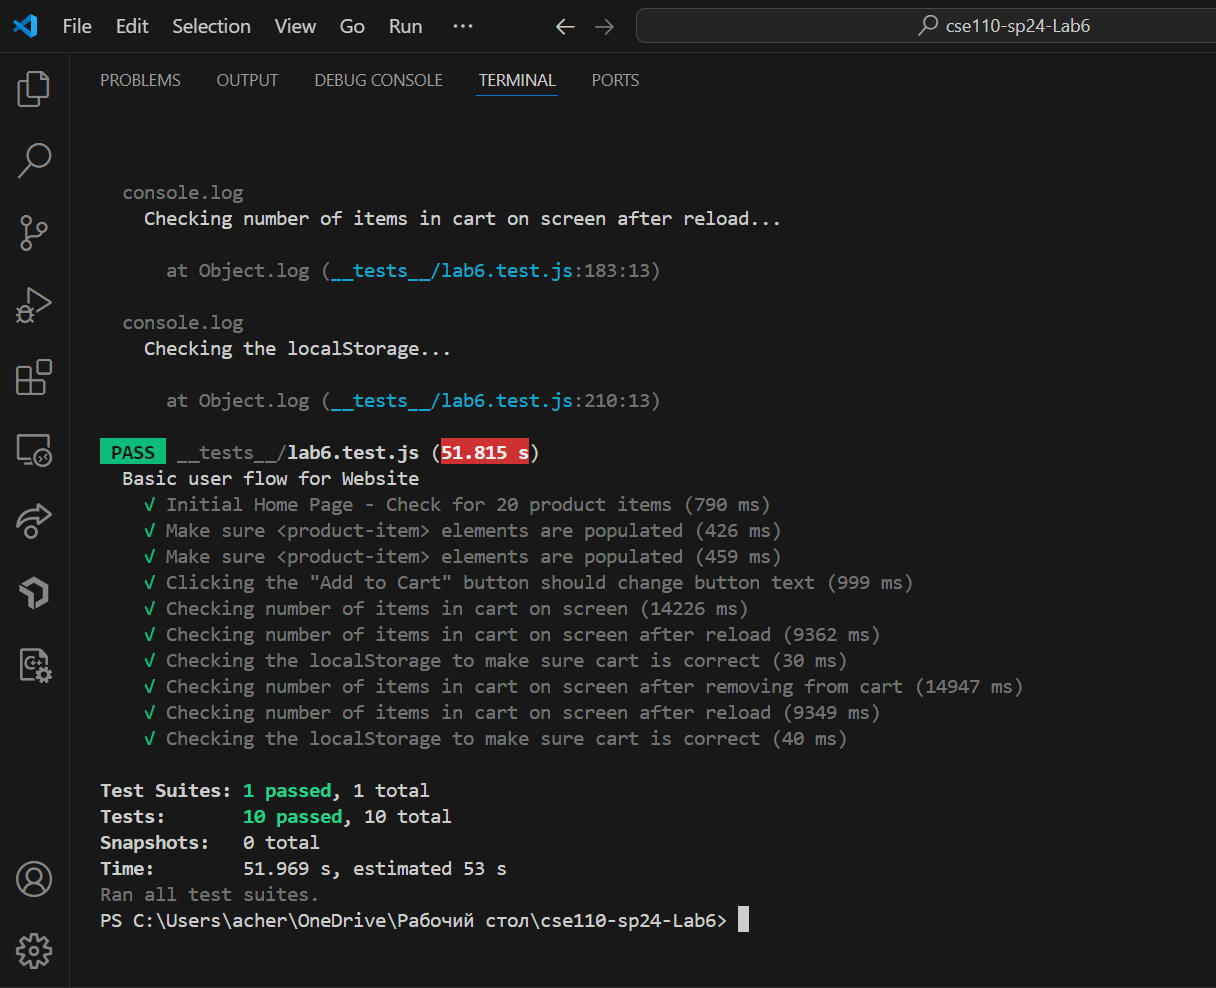 File Edit Selection View Go Run ··· ← → cse110-sp24-Lab6
PROBLEMS OUTPUT DEBUG CONSOLE TERMINAL PORTS
console.log
Checking number of items in cart on screen after reload...
at Object.log (__tests__/lab6.test.js:183:13)
console.log
Checking the localStorage...
at Object.log (__tests__/lab6.test.js:210:13)
PASS __tests__/lab6.test.js (51.815 s)
Basic user flow for Website
√ Initial Home Page - Check for 20 product items (790 ms)
√ Make sure <product-item> elements are populated (426 ms)
√ Make sure <product-item> elements are populated (459 ms)
√ Clicking the "Add to Cart" button should change button text (999 ms)
√ Checking number of items in cart on screen (14226 ms)
√ Checking number of items in cart on screen after reload (9362 ms)
√ Checking the localStorage to make sure cart is correct (30 ms)
√ Checking number of items in cart on screen after removing from cart (14947 ms)
√ Checking number of items in cart on screen after reload (9349 ms)
√ Checking the localStorage to make sure cart is correct (40 ms)
Test Suites: 1 passed, 1 total
Tests: 10 passed, 10 total
Snapshots: 0 total
Time: 51.969 s, estimated 53 s
Ran all test suites.
PS C:\Users\acher\OneDrive\Рабочий стол\cse110-sp24-Lab6>